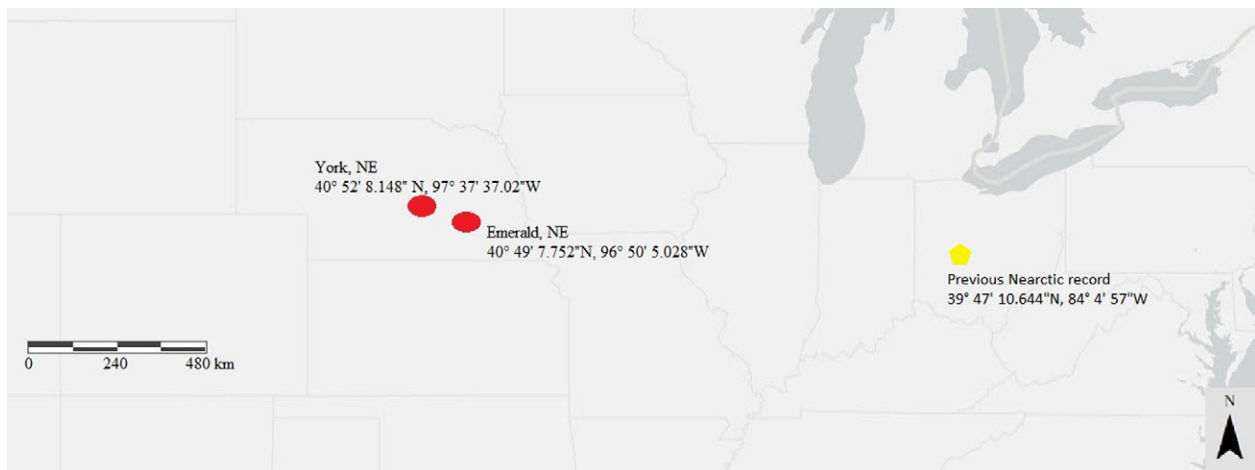 York, NE
40° 52' 8.148" N, 97° 37' 37.02"W
Emerald, NE
40° 49' 7.752"N, 96° 50' 5.028"W
Previous Nearctic record
39° 47' 10.644"N, 84° 4' 57"W
0 240 480 km
N